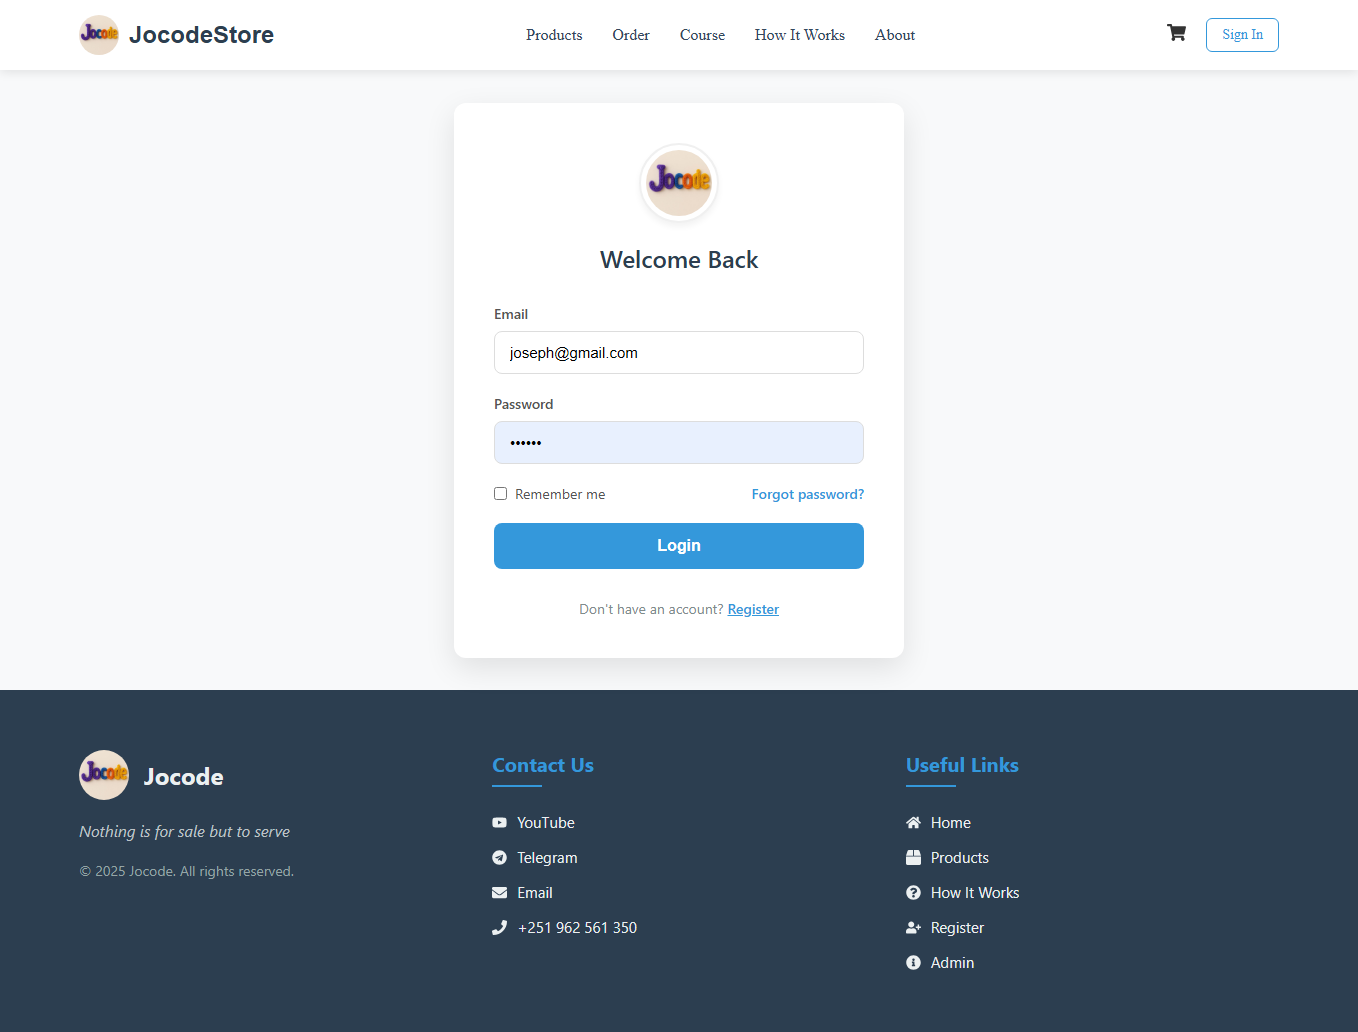 Jocode JocodeStore Products Order Course How It Works About Sign In
Jocode
Welcome Back
Email
joseph@gmail.com
Password
••••••
Remember me Forgot password?
Login
Don't have an account? Register
Jocode Jocode
Nothing is for sale but to serve
© 2025 Jocode. All rights reserved.
Contact Us
YouTube
Telegram
Email
+251 962 561 350
Useful Links
Home
Products
How It Works
Register
Admin